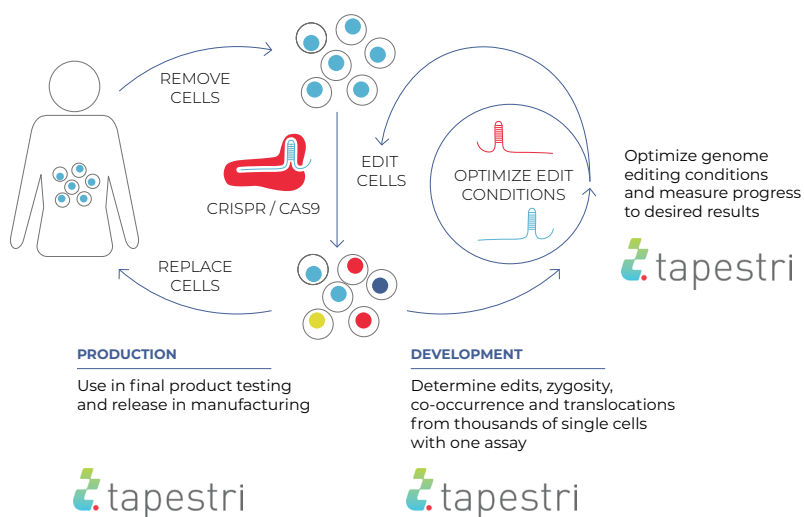 REMOVE
CELLS
CRISPR / CAS9
EDIT
CELLS
OPTIMIZE EDIT
CONDITIONS
Optimize genome
editing conditions
and measure progress
to desired results
tapestri
REPLACE
CELLS
PRODUCTION
Use in final product testing
and release in manufacturing
tapestri
DEVELOPMENT
Determine edits, zygosity,
co-occurrence and translocations
from thousands of single cells
with one assay
tapestri